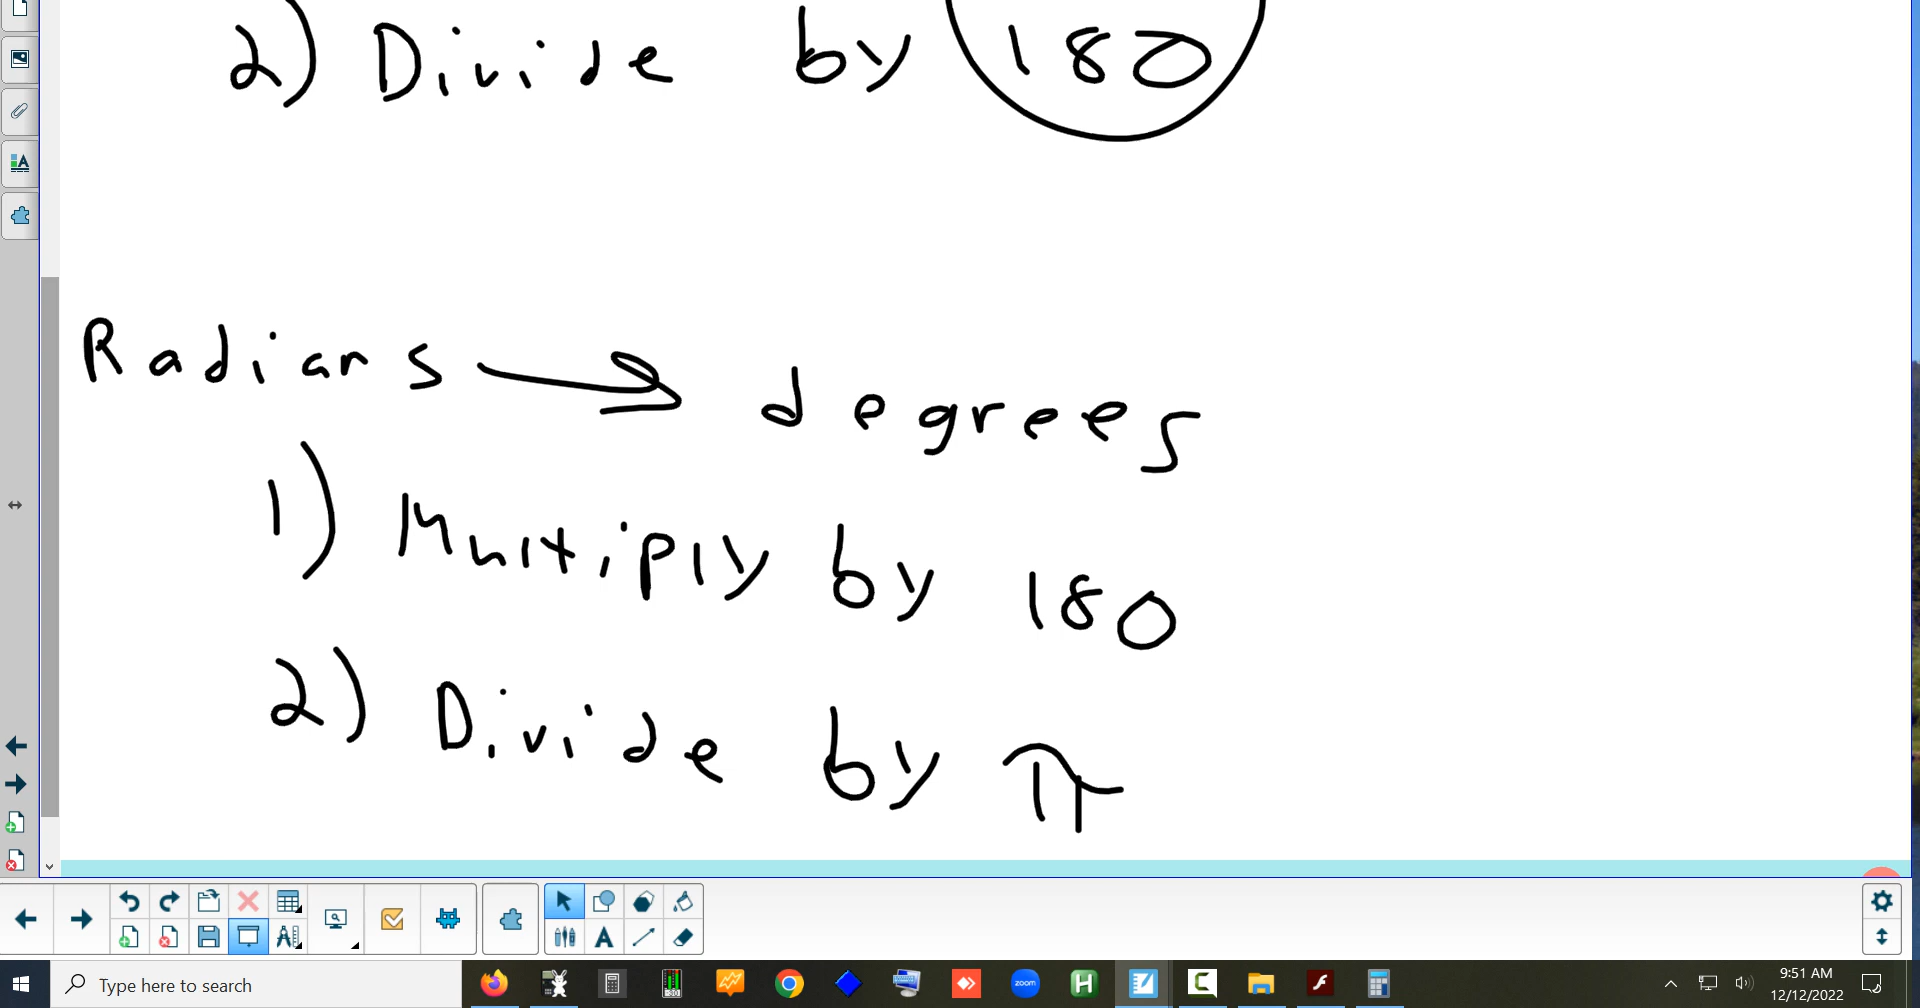 2) Divide by 180
Radians → degrees
1) Multiply by 180
2) Divide by π
Type here to search
zoom
9:51 AM
12/12/2022